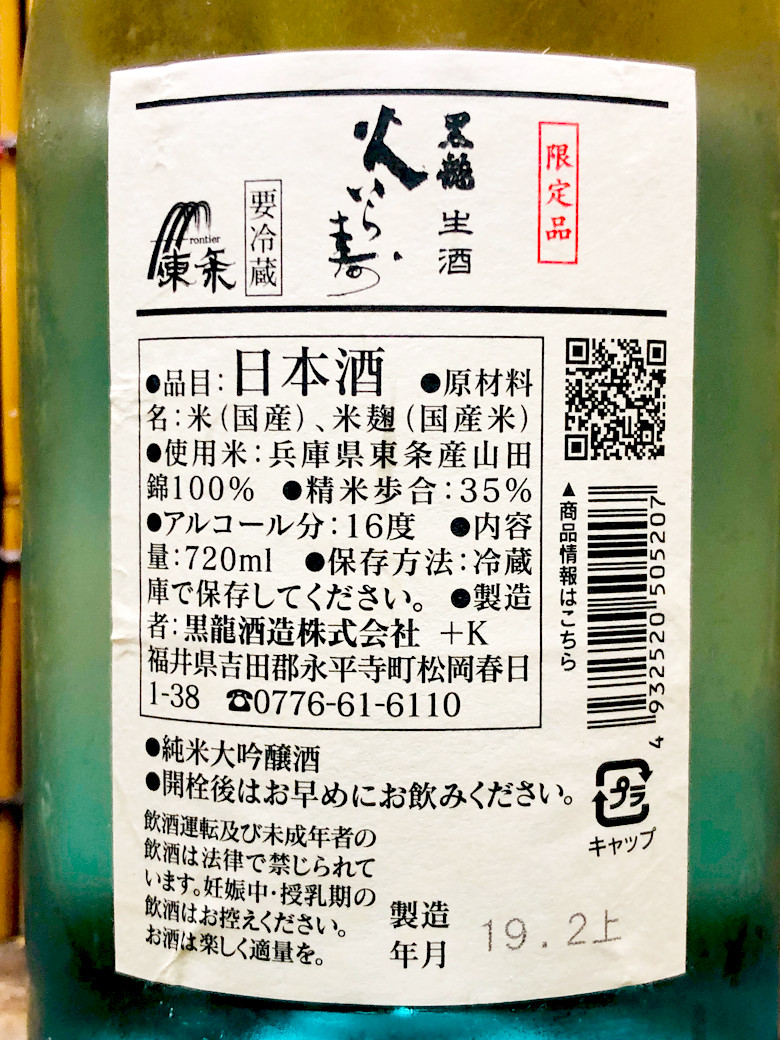 限定品
黒龍 生酒
火いら寿
要冷蔵
Frontier
東条
●品目：日本酒 ●原材料
名：米（国産）、米麹（国産米）
●使用米：兵庫県東条産山田
錦100% ●精米歩合：35%
●アルコール分：16度 ●内容
量：720ml ●保存方法：冷蔵
庫で保存してください。 ●製造
者：黒龍酒造株式会社 +K
福井県吉田郡永平寺町松岡春日
1-38 ☎0776-61-6110
▲商品情報はこちら
4 932520 505207
●純米大吟醸酒
●開栓後はお早めにお飲みください。
プラ
キャップ
飲酒運転及び未成年者の
飲酒は法律で禁じられて
います。妊娠中・授乳期の
飲酒はお控えください。
お酒は楽しく適量を。
製造
年月
19.2上